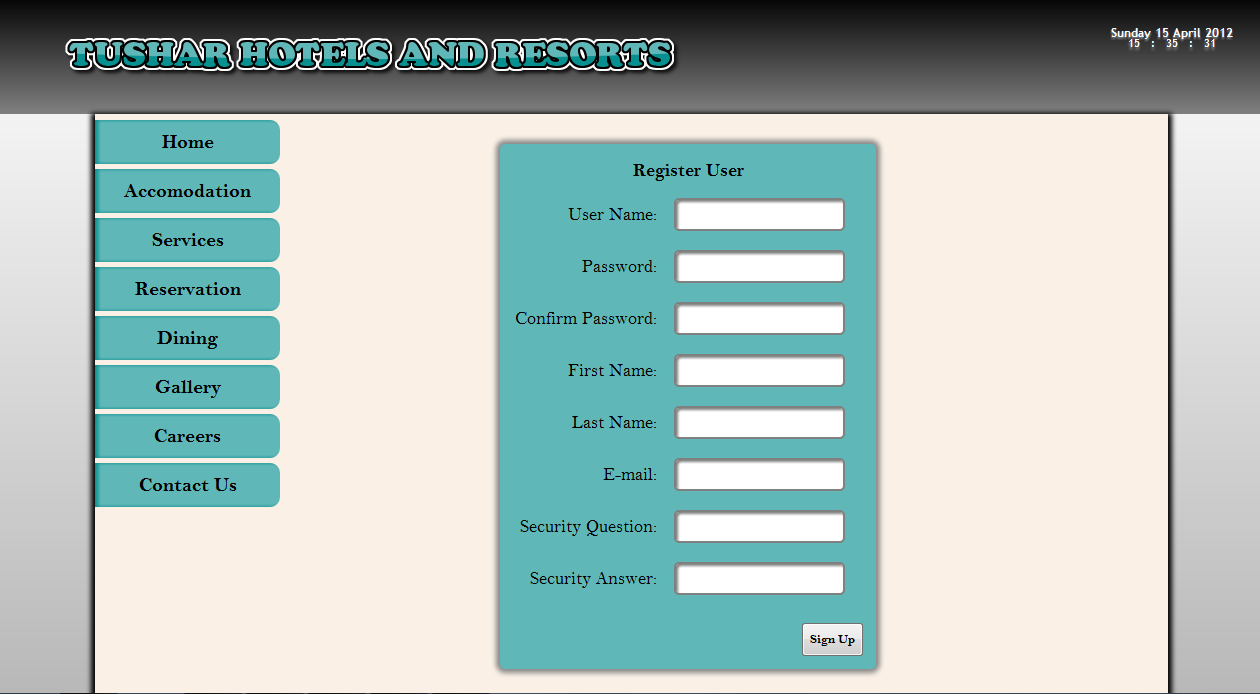 TUSHAR HOTELS AND RESORTS
Sunday 15 April 2012
15 : 35 : 31
Home
Accomodation
Services
Reservation
Dining
Gallery
Careers
Contact Us
Register User
User Name:
Password:
Confirm Password:
First Name:
Last Name:
E-mail:
Security Question:
Security Answer:
Sign Up